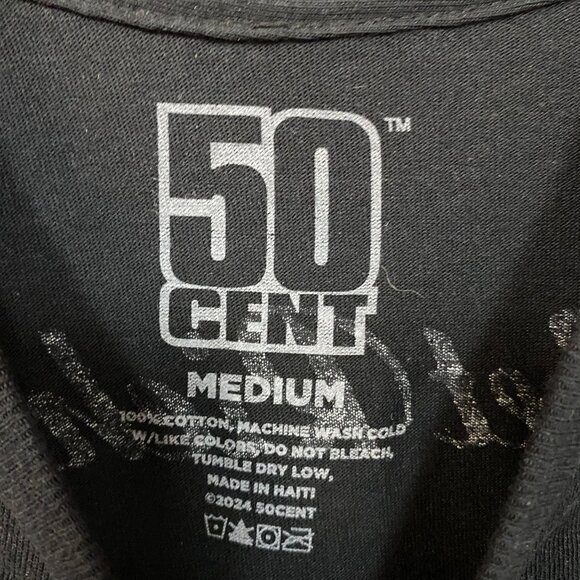 50™
CENT
MEDIUM
100% COTTON, MACHINE WASH COLD
W/LIKE COLORS, DO NOT BLEACH,
TUMBLE DRY LOW,
MADE IN HAITI
©2024 50CENT